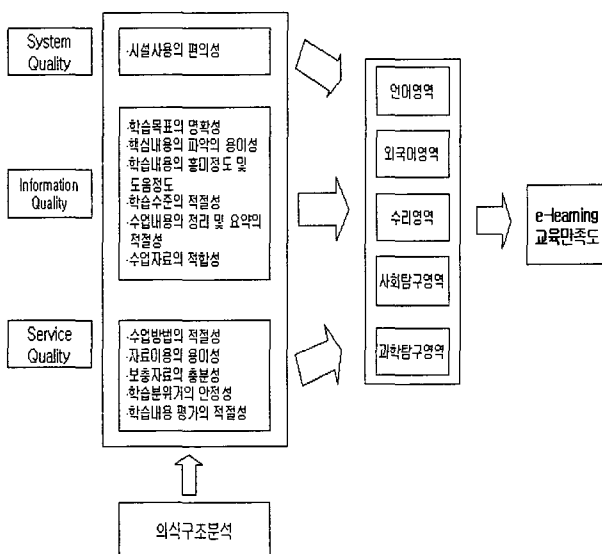 System
Quality
·시설사용의 편의성
Information
Quality
·학습목표의 명확성
·핵심내용의 파악의 용이성
·학습내용의 흥미정도 및
도움정도
·학습수준의 적절성
·수업내용의 정리 및 요약의
적절성
·수업자료의 적합성
Service
Quality
·수업방법의 적절성
·자료이용의 용이성
·보충자료의 충분성
·학습분위기의 안정성
·학습내용 평가의 적절성
의식구조분석
언어영역
외국어영역
수리영역
사회탐구영역
과학탐구영역
e-learning
교육만족도